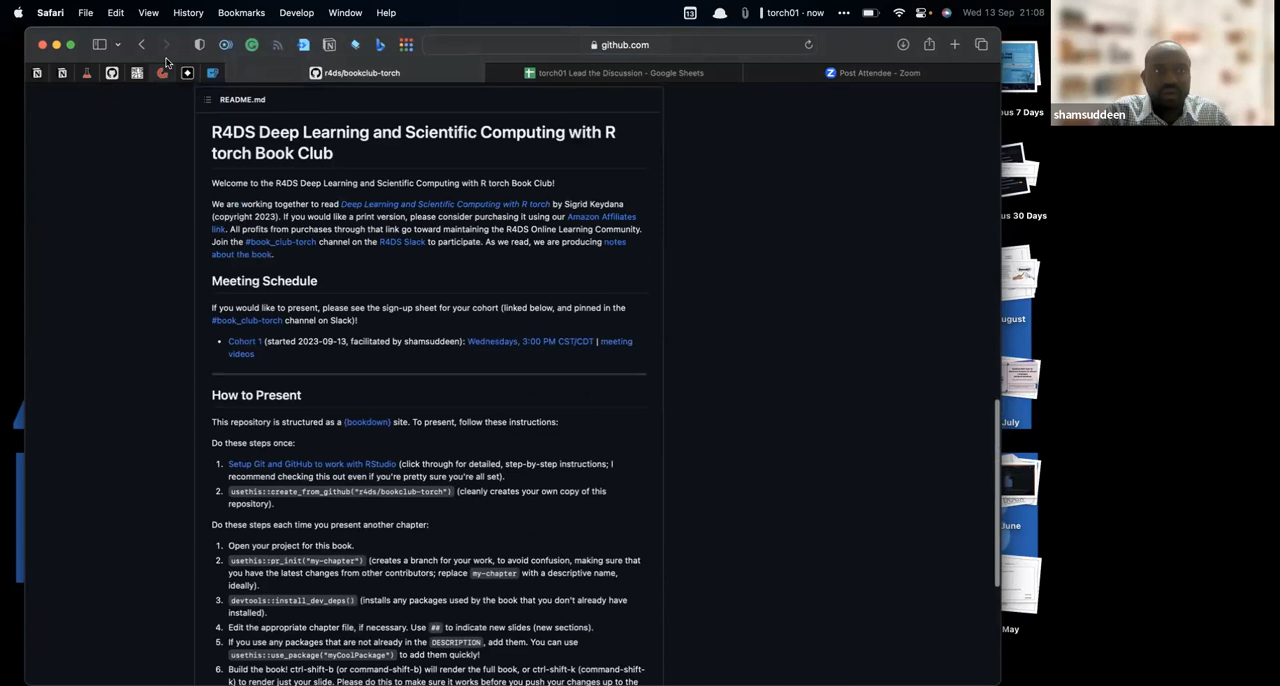 Safari File Edit View History Bookmarks Develop Window Help 13 torch01 · now Wed 13 Sep 21:08
github.com
r4ds/bookclub-torch torch01 Lead the Discussion - Google Sheets Post Attendee - Zoom
shamsuddeen
ous 7 Days
ous 30 Days
ugust
July
June
May
README.md
R4DS Deep Learning and Scientific Computing with R
torch Book Club
Welcome to the R4DS Deep Learning and Scientific Computing with R torch Book Club!
We are working together to read Deep Learning and Scientific Computing with R torch by Sigrid Keydana
(copyright 2023). If you would like a print version, please consider purchasing it using our Amazon Affiliates
link. All profits from purchases through that link go toward maintaining the R4DS Online Learning Community.
Join the #book_club-torch channel on the R4DS Slack to participate. As we read, we are producing notes
about the book.
Meeting Schedule
If you would like to present, please see the sign-up sheet for your cohort (linked below, and pinned in the
#book_club-torch channel on Slack)!
• Cohort 1 (started 2023-09-13, facilitated by shamsuddeen): Wednesdays, 3:00 PM CST/CDT | meeting
videos
How to Present
This repository is structured as a {bookdown} site. To present, follow these instructions:
Do these steps once:
1. Setup Git and GitHub to work with RStudio (click through for detailed, step-by-step instructions; I
recommend checking this out even if you're pretty sure you're all set).
2. usethis::create_from_github("r4ds/bookclub-torch") (cleanly creates your own copy of this
repository).
Do these steps each time you present another chapter:
1. Open your project for this book.
2. usethis::pr_init("my-chapter") (creates a branch for your work, to avoid confusion, making sure that
you have the latest changes from other contributors; replace my-chapter with a descriptive name,
ideally).
3. devtools::install_dev_deps() (installs any packages used by the book that you don't already have
installed).
4. Edit the appropriate chapter file, if necessary. Use ## to indicate new slides (new sections).
5. If you use any packages that are not already in the DESCRIPTION, add them. You can use
usethis::use_package("myCoolPackage") to add them quickly!
6. Build the book! ctrl-shift-b (or command-shift-b) will render the full book, or ctrl-shift-k (command-shift-
k) to render just your slide. Please do this to make sure it works before you push your changes up to the